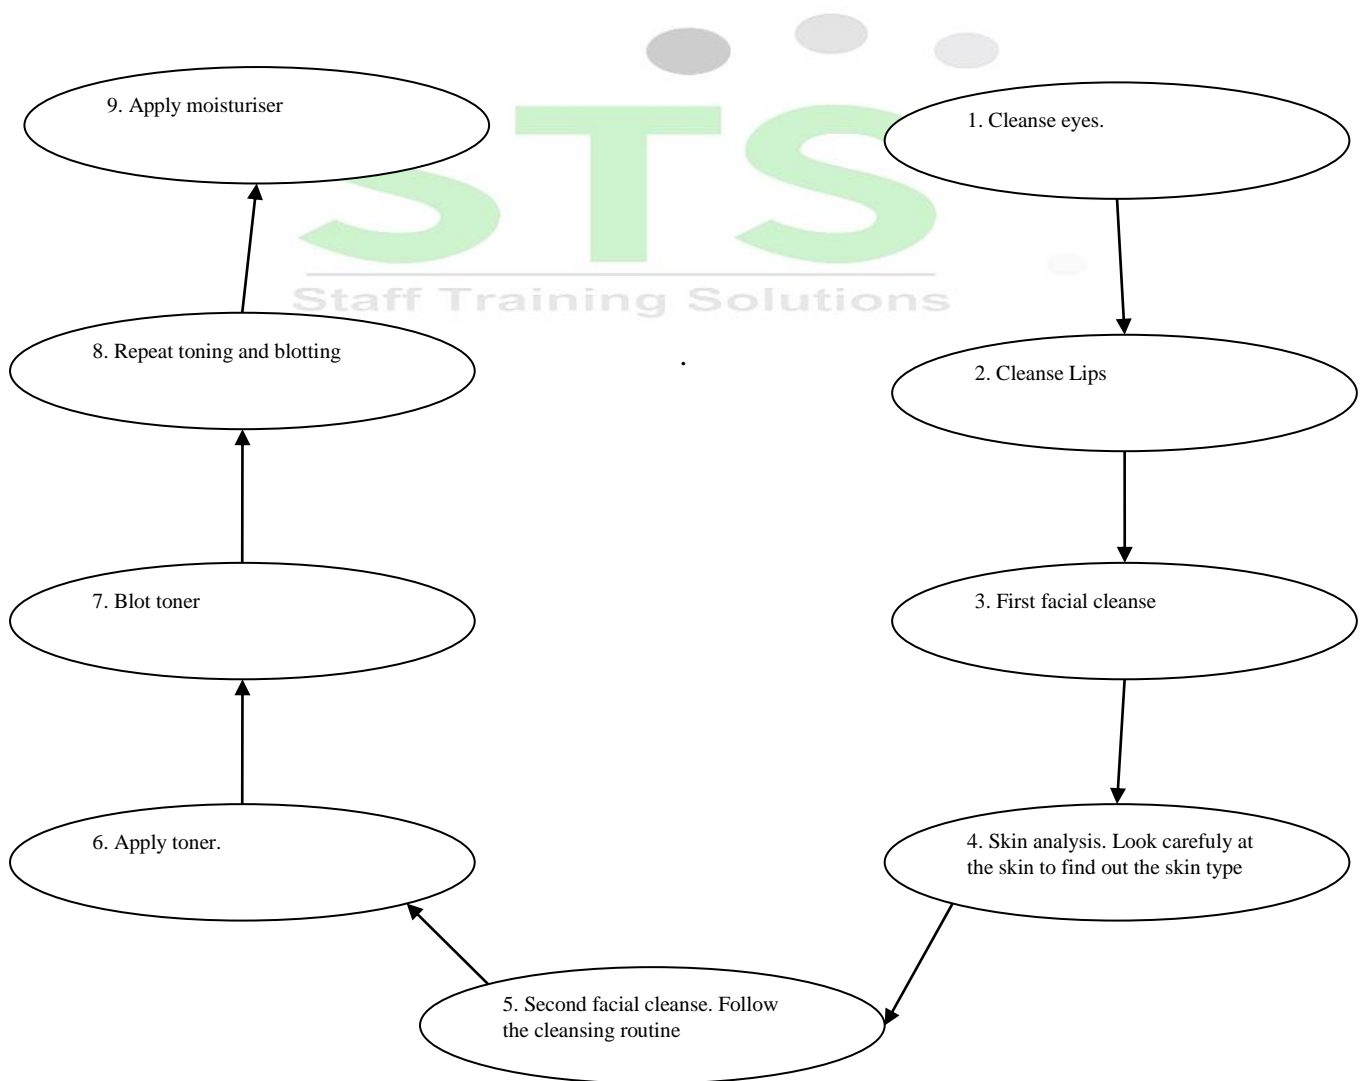 STS
Staff Training Solutions
1. Cleanse eyes.
2. Cleanse Lips
3. First facial cleanse
4. Skin analysis. Look carefuly at
the skin to find out the skin type
5. Second facial cleanse. Follow
the cleansing routine
6. Apply toner.
7. Blot toner
8. Repeat toning and blotting
9. Apply moisturiser
.